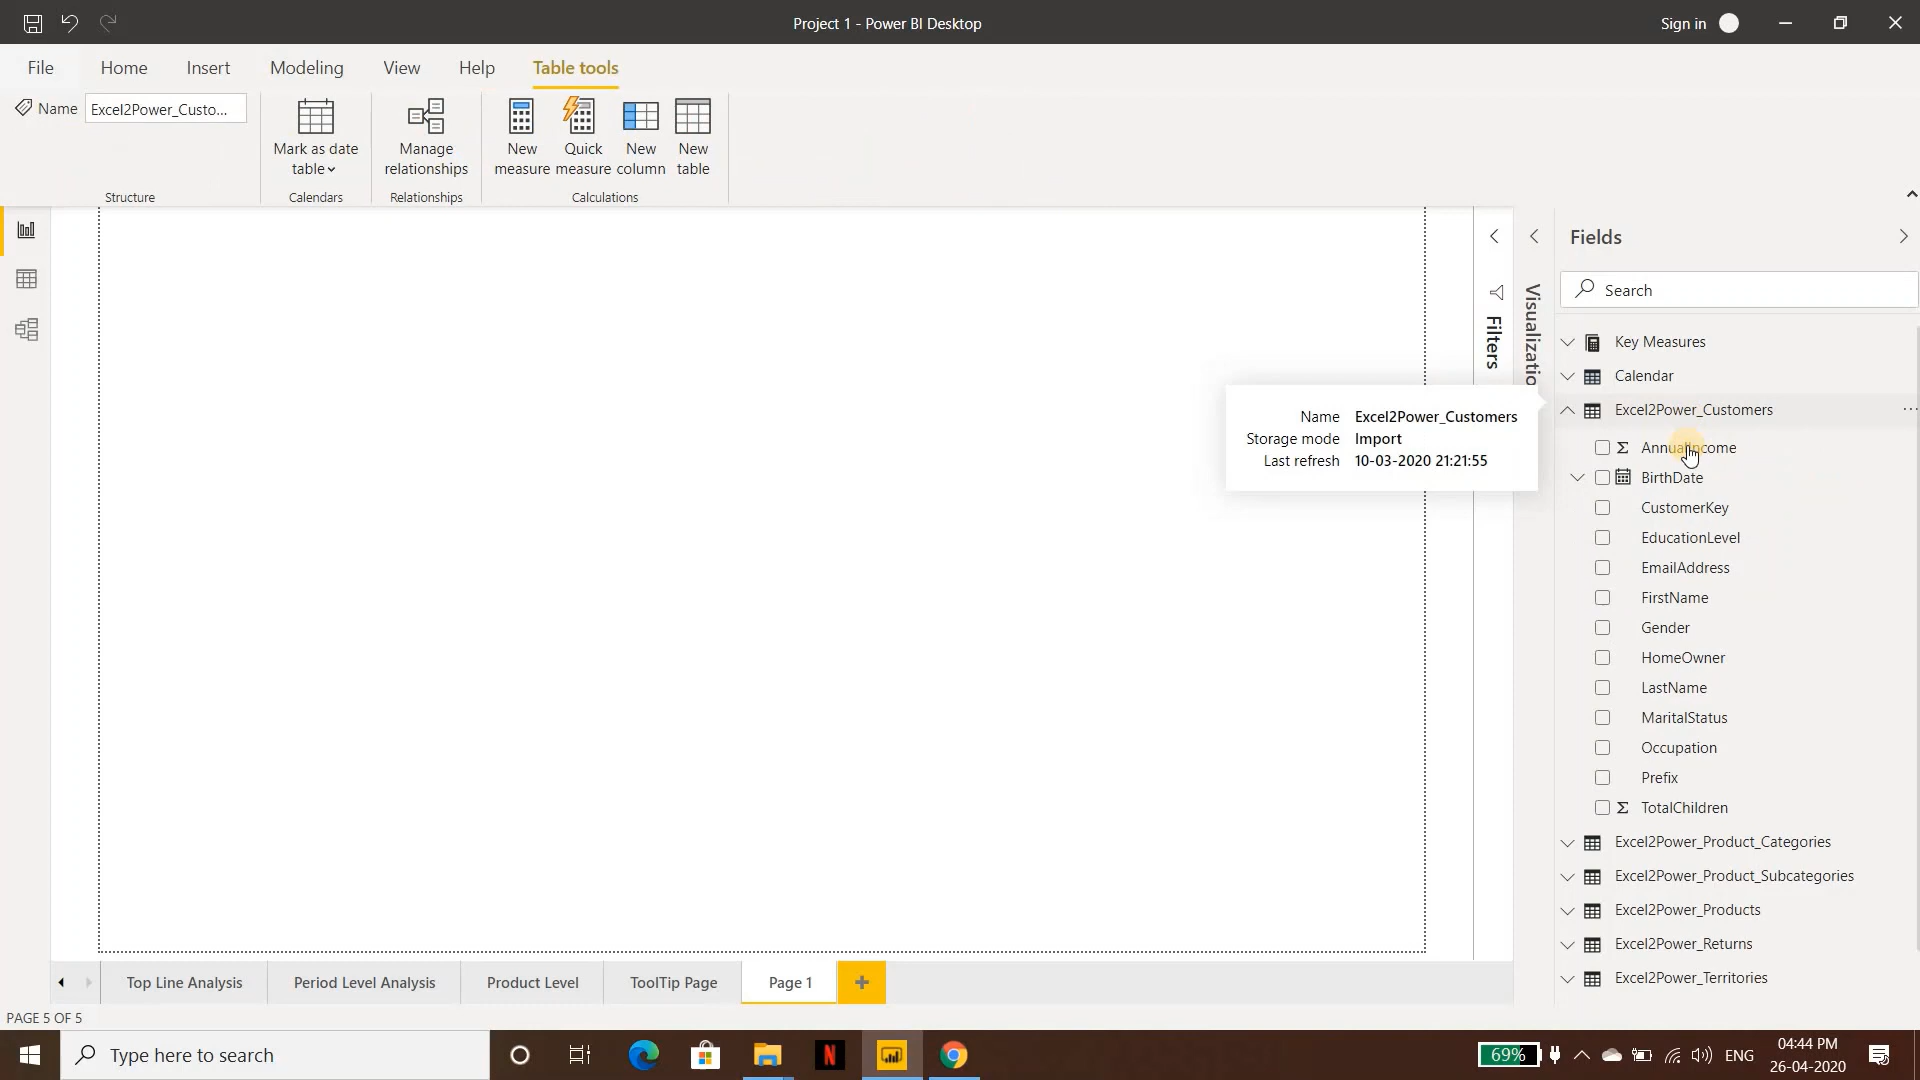 Project 1 - Power BI Desktop
Sign in
File Home Insert Modeling View Help Table tools
Name Excel2Power_Custo...
Mark as date table
Manage relationships
New measure
Quick measure
New column
New table
Structure Calendars Relationships Calculations
Filters
Visualizatio
Name Excel2Power_Customers
Storage mode Import
Last refresh 10-03-2020 21:21:55
Fields
Search
Key Measures
Calendar
Excel2Power_Customers
Σ AnnualIncome
BirthDate
CustomerKey
EducationLevel
EmailAddress
FirstName
Gender
HomeOwner
LastName
MaritalStatus
Occupation
Prefix
Σ TotalChildren
Excel2Power_Product_Categories
Excel2Power_Product_Subcategories
Excel2Power_Products
Excel2Power_Returns
Excel2Power_Territories
Top Line Analysis Period Level Analysis Product Level ToolTip Page Page 1
PAGE 5 OF 5
Type here to search
N
69%
ENG
04:44 PM
26-04-2020